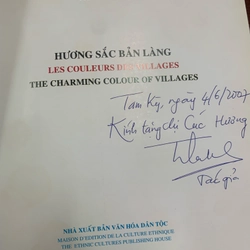 HƯƠNG SẮC BẢN LÀNG
LES COULEURS DES VILLAGES
THE CHARMING COLOUR OF VILLAGES
Tam Kỳ, ngày 4/6/2007
Kính tặng chị Cúc Hương
Tác giả
NHÀ XUẤT BẢN VĂN HÓA DÂN TỘC
MAISON D'EDITION DE LA CULTURE ETHNIQUE
THE ETHNIC CULTURES PUBLISHING HOUSE